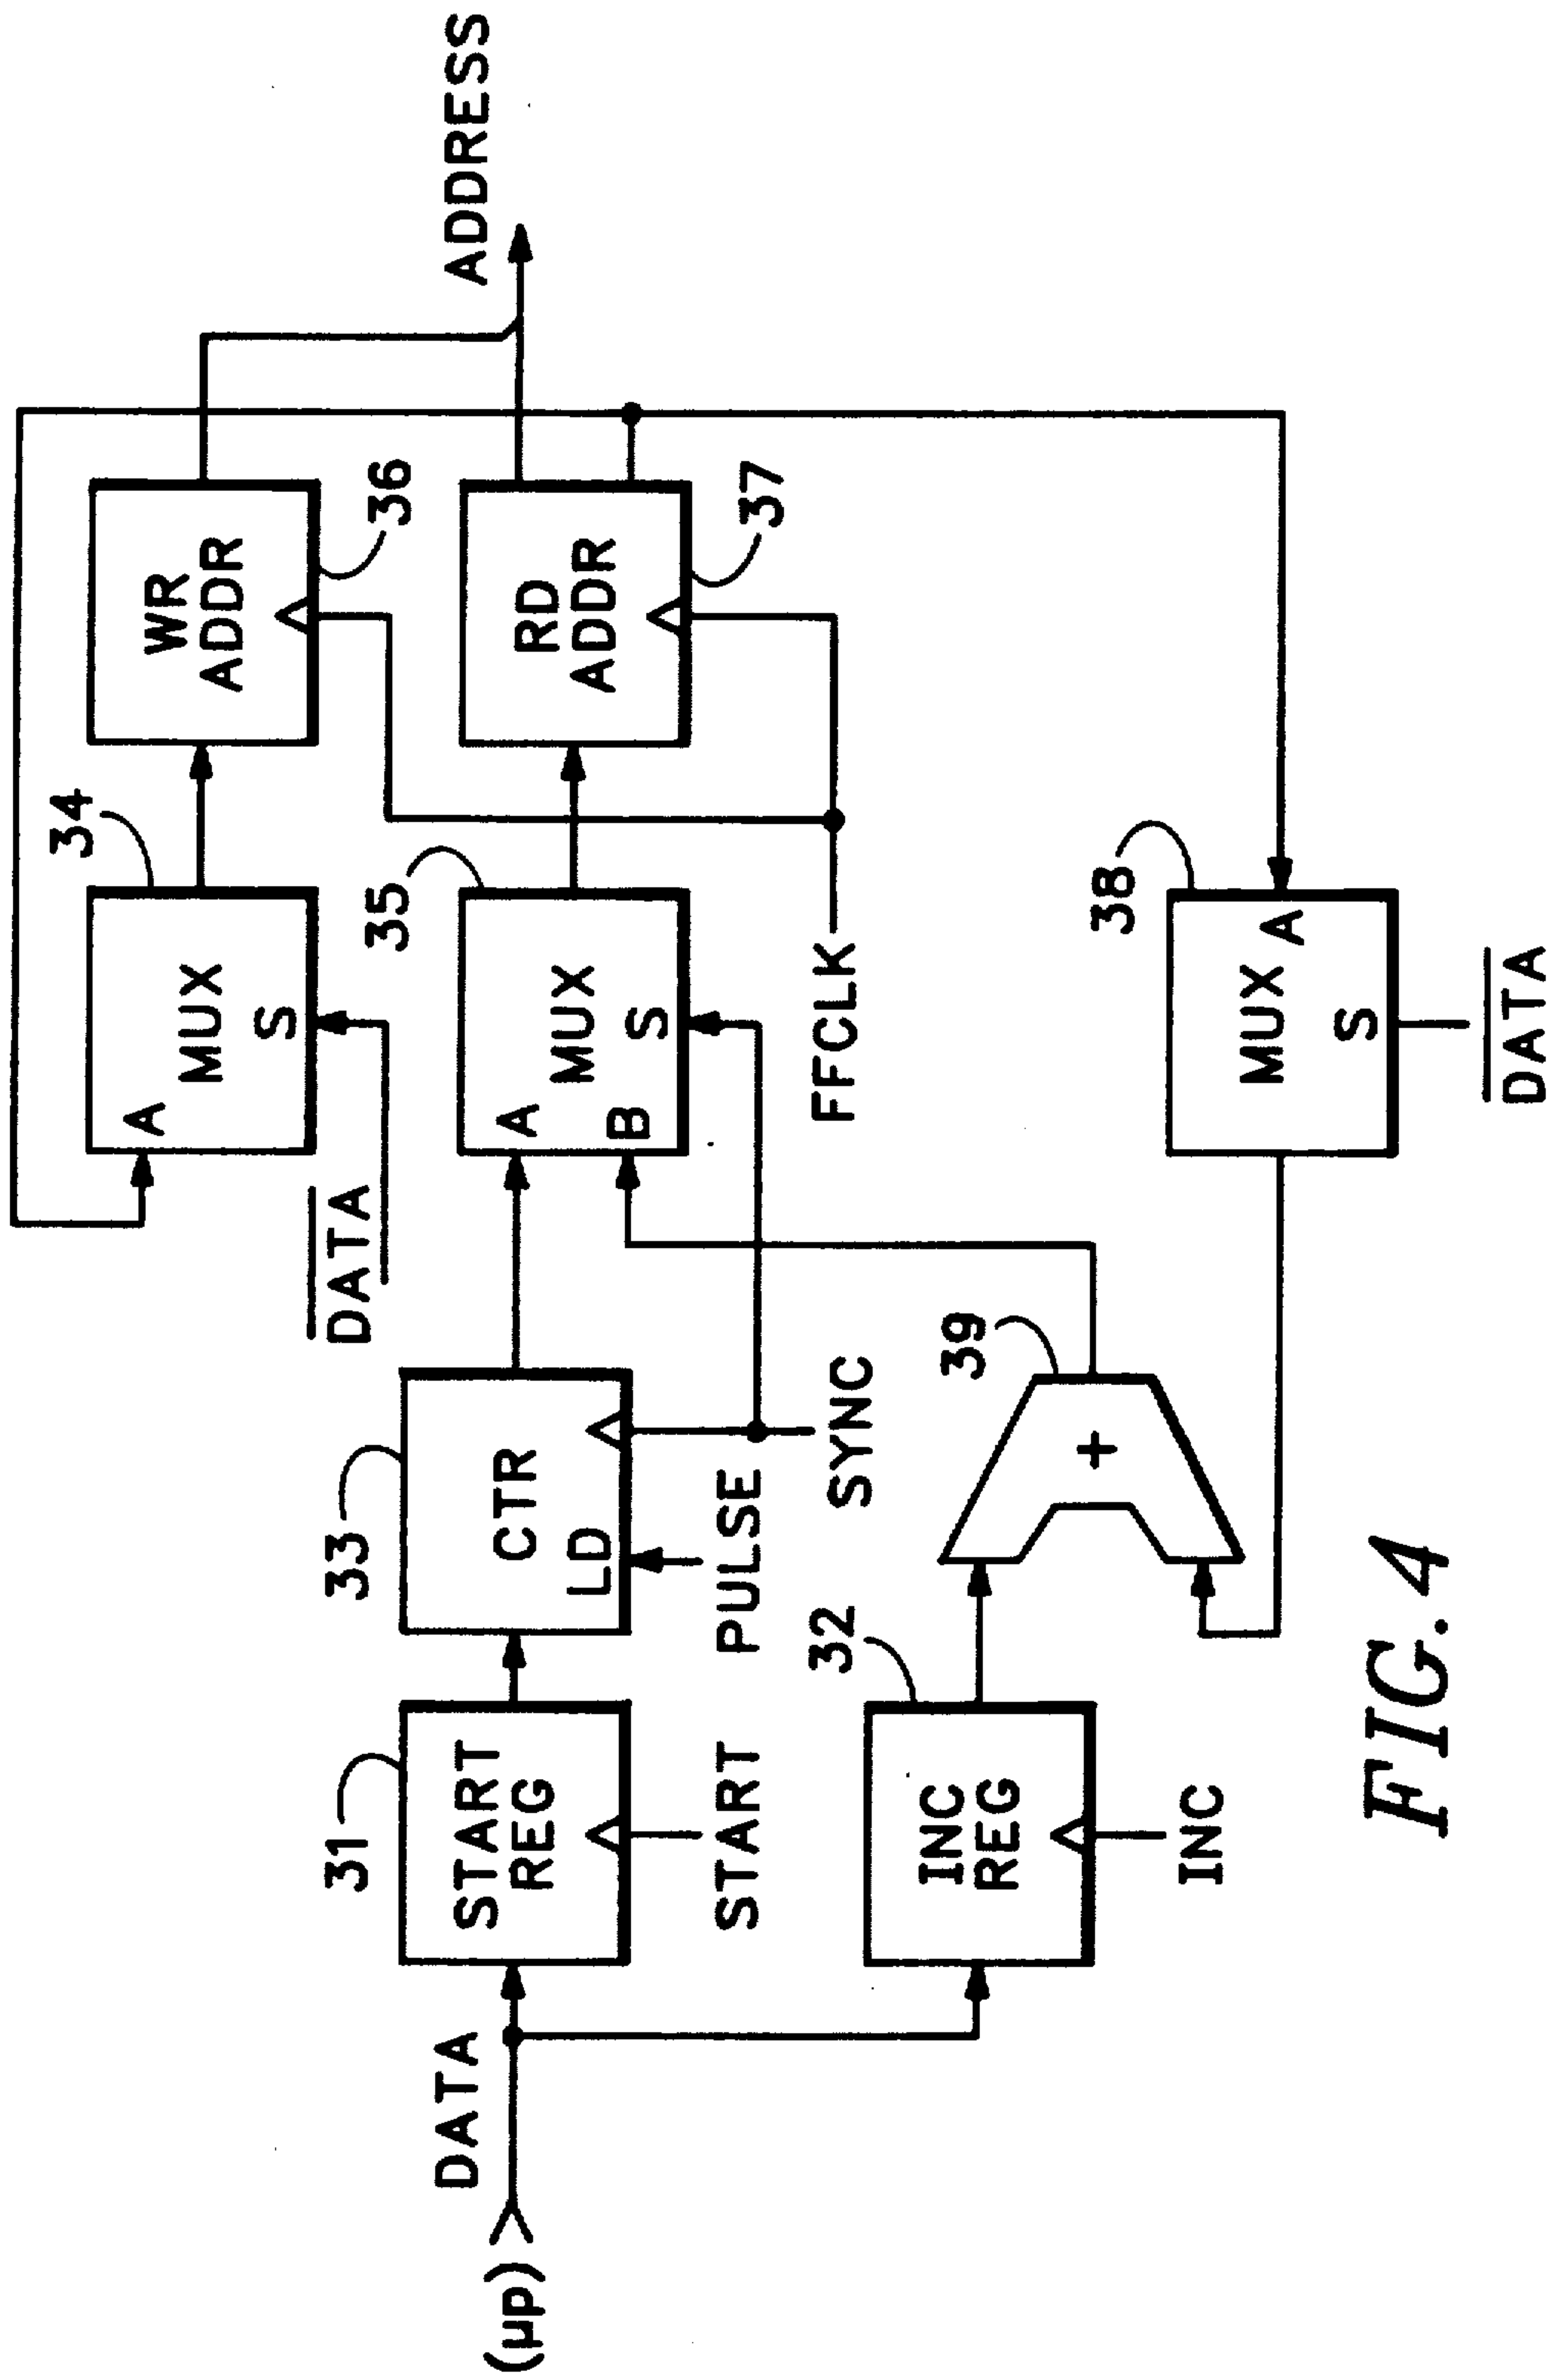 34
WR
ADDR
36
ADDRESS
A
MUX
S
DATA
35
A
MUX
B
S
RD
ADDR
37
33
CTR
LD
31
START
REG
DATA
(μp)
START
PULSE
SYNC
FFCLK
32
INC
REG
INC
39
+
38
MUX
A
S
DATA
FIG. 4